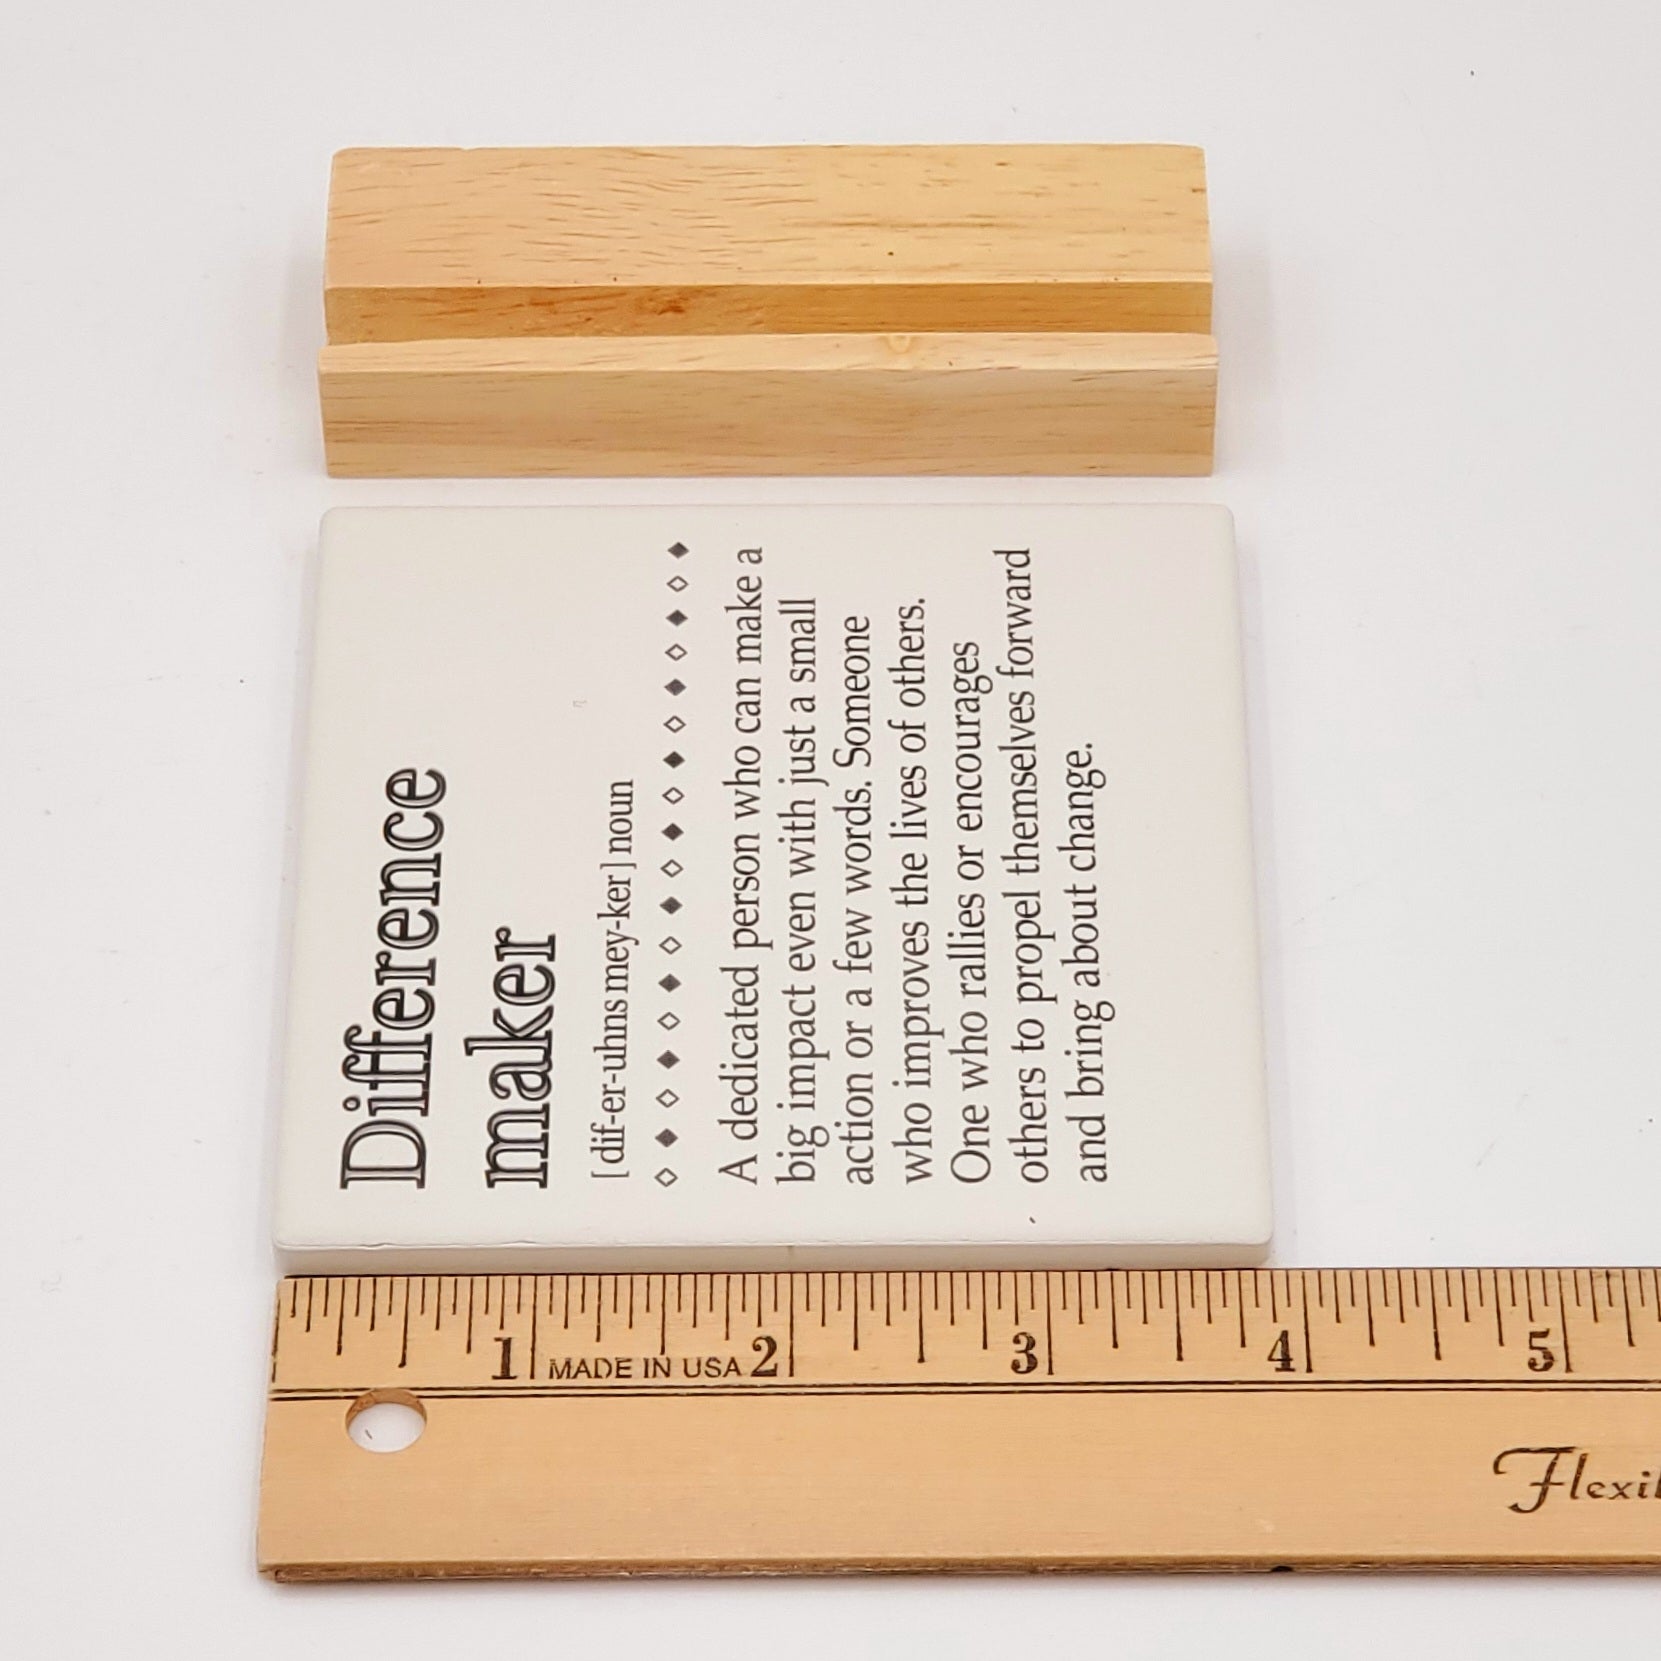 Difference
maker
[dif-er-uhns mey-ker] noun
A dedicated person who can make a
big impact even with just a small
action or a few words. Someone
who improves the lives of others.
One who rallies or encourages
others to propel themselves forward
and bring about change.
1 MADE IN USA 2 3 4 5